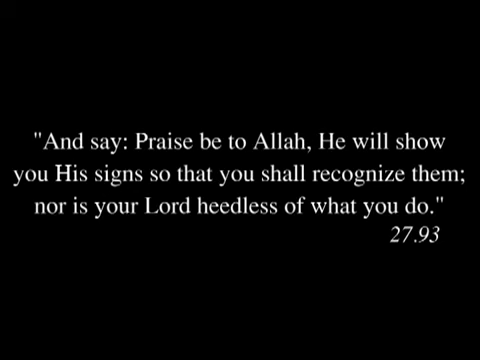 "And say: Praise be to Allah, He will show
you His signs so that you shall recognize them;
nor is your Lord heedless of what you do."
27.93